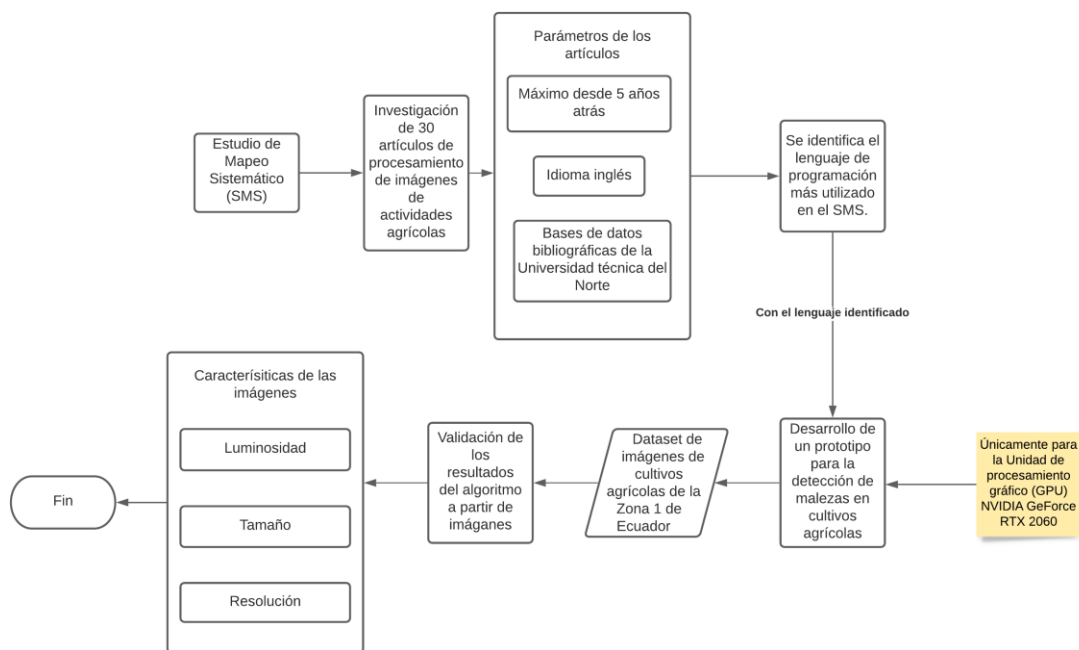 Estudio de
Mapeo
Sistemático
(SMS)
Investigación
de 30
artículos de
procesamiento
de imágenes
de
actividades
agrícolas
Parámetros de los
artículos
Máximo desde 5 años
atrás
Idioma inglés
Bases de datos
bibliográficas de la
Universidad técnica del
Norte
Se identifica el
lenguaje de
programación
más utilizado
en el SMS.
Con el lenguaje identificado
Únicamente para
la Unidad de
procesamiento
gráfico (GPU)
NVIDIA GeForce
RTX 2060
Desarrollo de
un prototipo
para la
detección de
malezas en
cultivos
agrícolas
Dataset de
imágenes de
cultivos
agrícolas de la
Zona 1 de
Ecuador
Validación de
los
resultados
del algoritmo
a partir de
imáganes
Caracterísiticas de las
imágenes
Luminosidad
Tamaño
Resolución
Fin